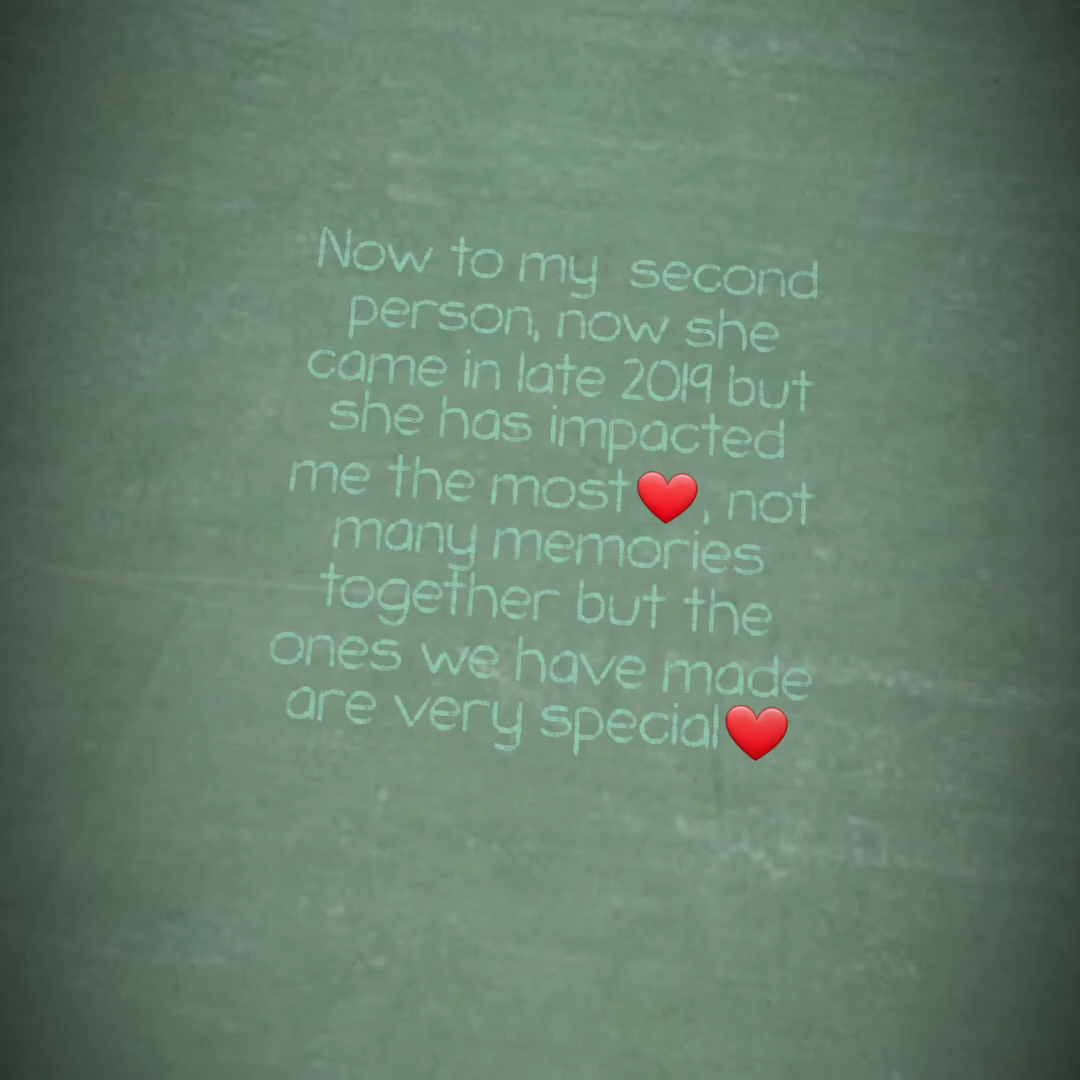 Now to my  second
person, now she
came in late 2019 but
she has impacted
me the most❤️, not
many memories
together but the
ones we have made
are very special❤️